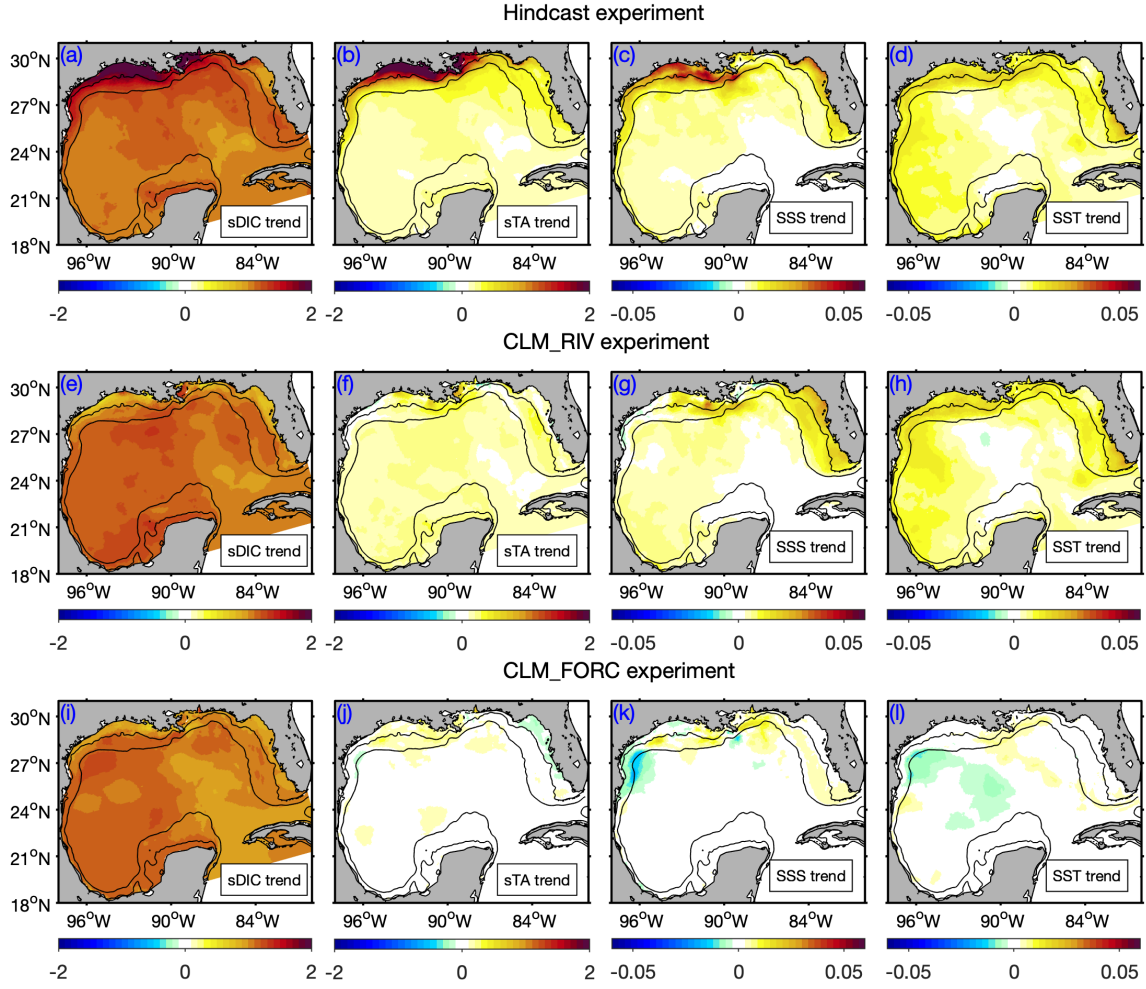 Hindcast experiment
(a) (b) (c) (d)
30°N
27°N
24°N
21°N
18°N
sDIC trend sTA trend SSS trend SST trend
96°W 90°W 84°W 96°W 90°W 84°W 96°W 90°W 84°W 96°W 90°W 84°W
-2 0 2 -2 0 2 -0.05 0 0.05 -0.05 0 0.05
CLM_RIV experiment
(e) (f) (g) (h)
30°N
27°N
24°N
21°N
18°N
sDIC trend sTA trend SSS trend SST trend
96°W 90°W 84°W 96°W 90°W 84°W 96°W 90°W 84°W 96°W 90°W 84°W
-2 0 2 -2 0 2 -0.05 0 0.05 -0.05 0 0.05
CLM_FORC experiment
(i) (j) (k) (l)
30°N
27°N
24°N
21°N
18°N
sDIC trend sTA trend SSS trend SST trend
96°W 90°W 84°W 96°W 90°W 84°W 96°W 90°W 84°W 96°W 90°W 84°W
-2 0 2 -2 0 2 -0.05 0 0.05 -0.05 0 0.05